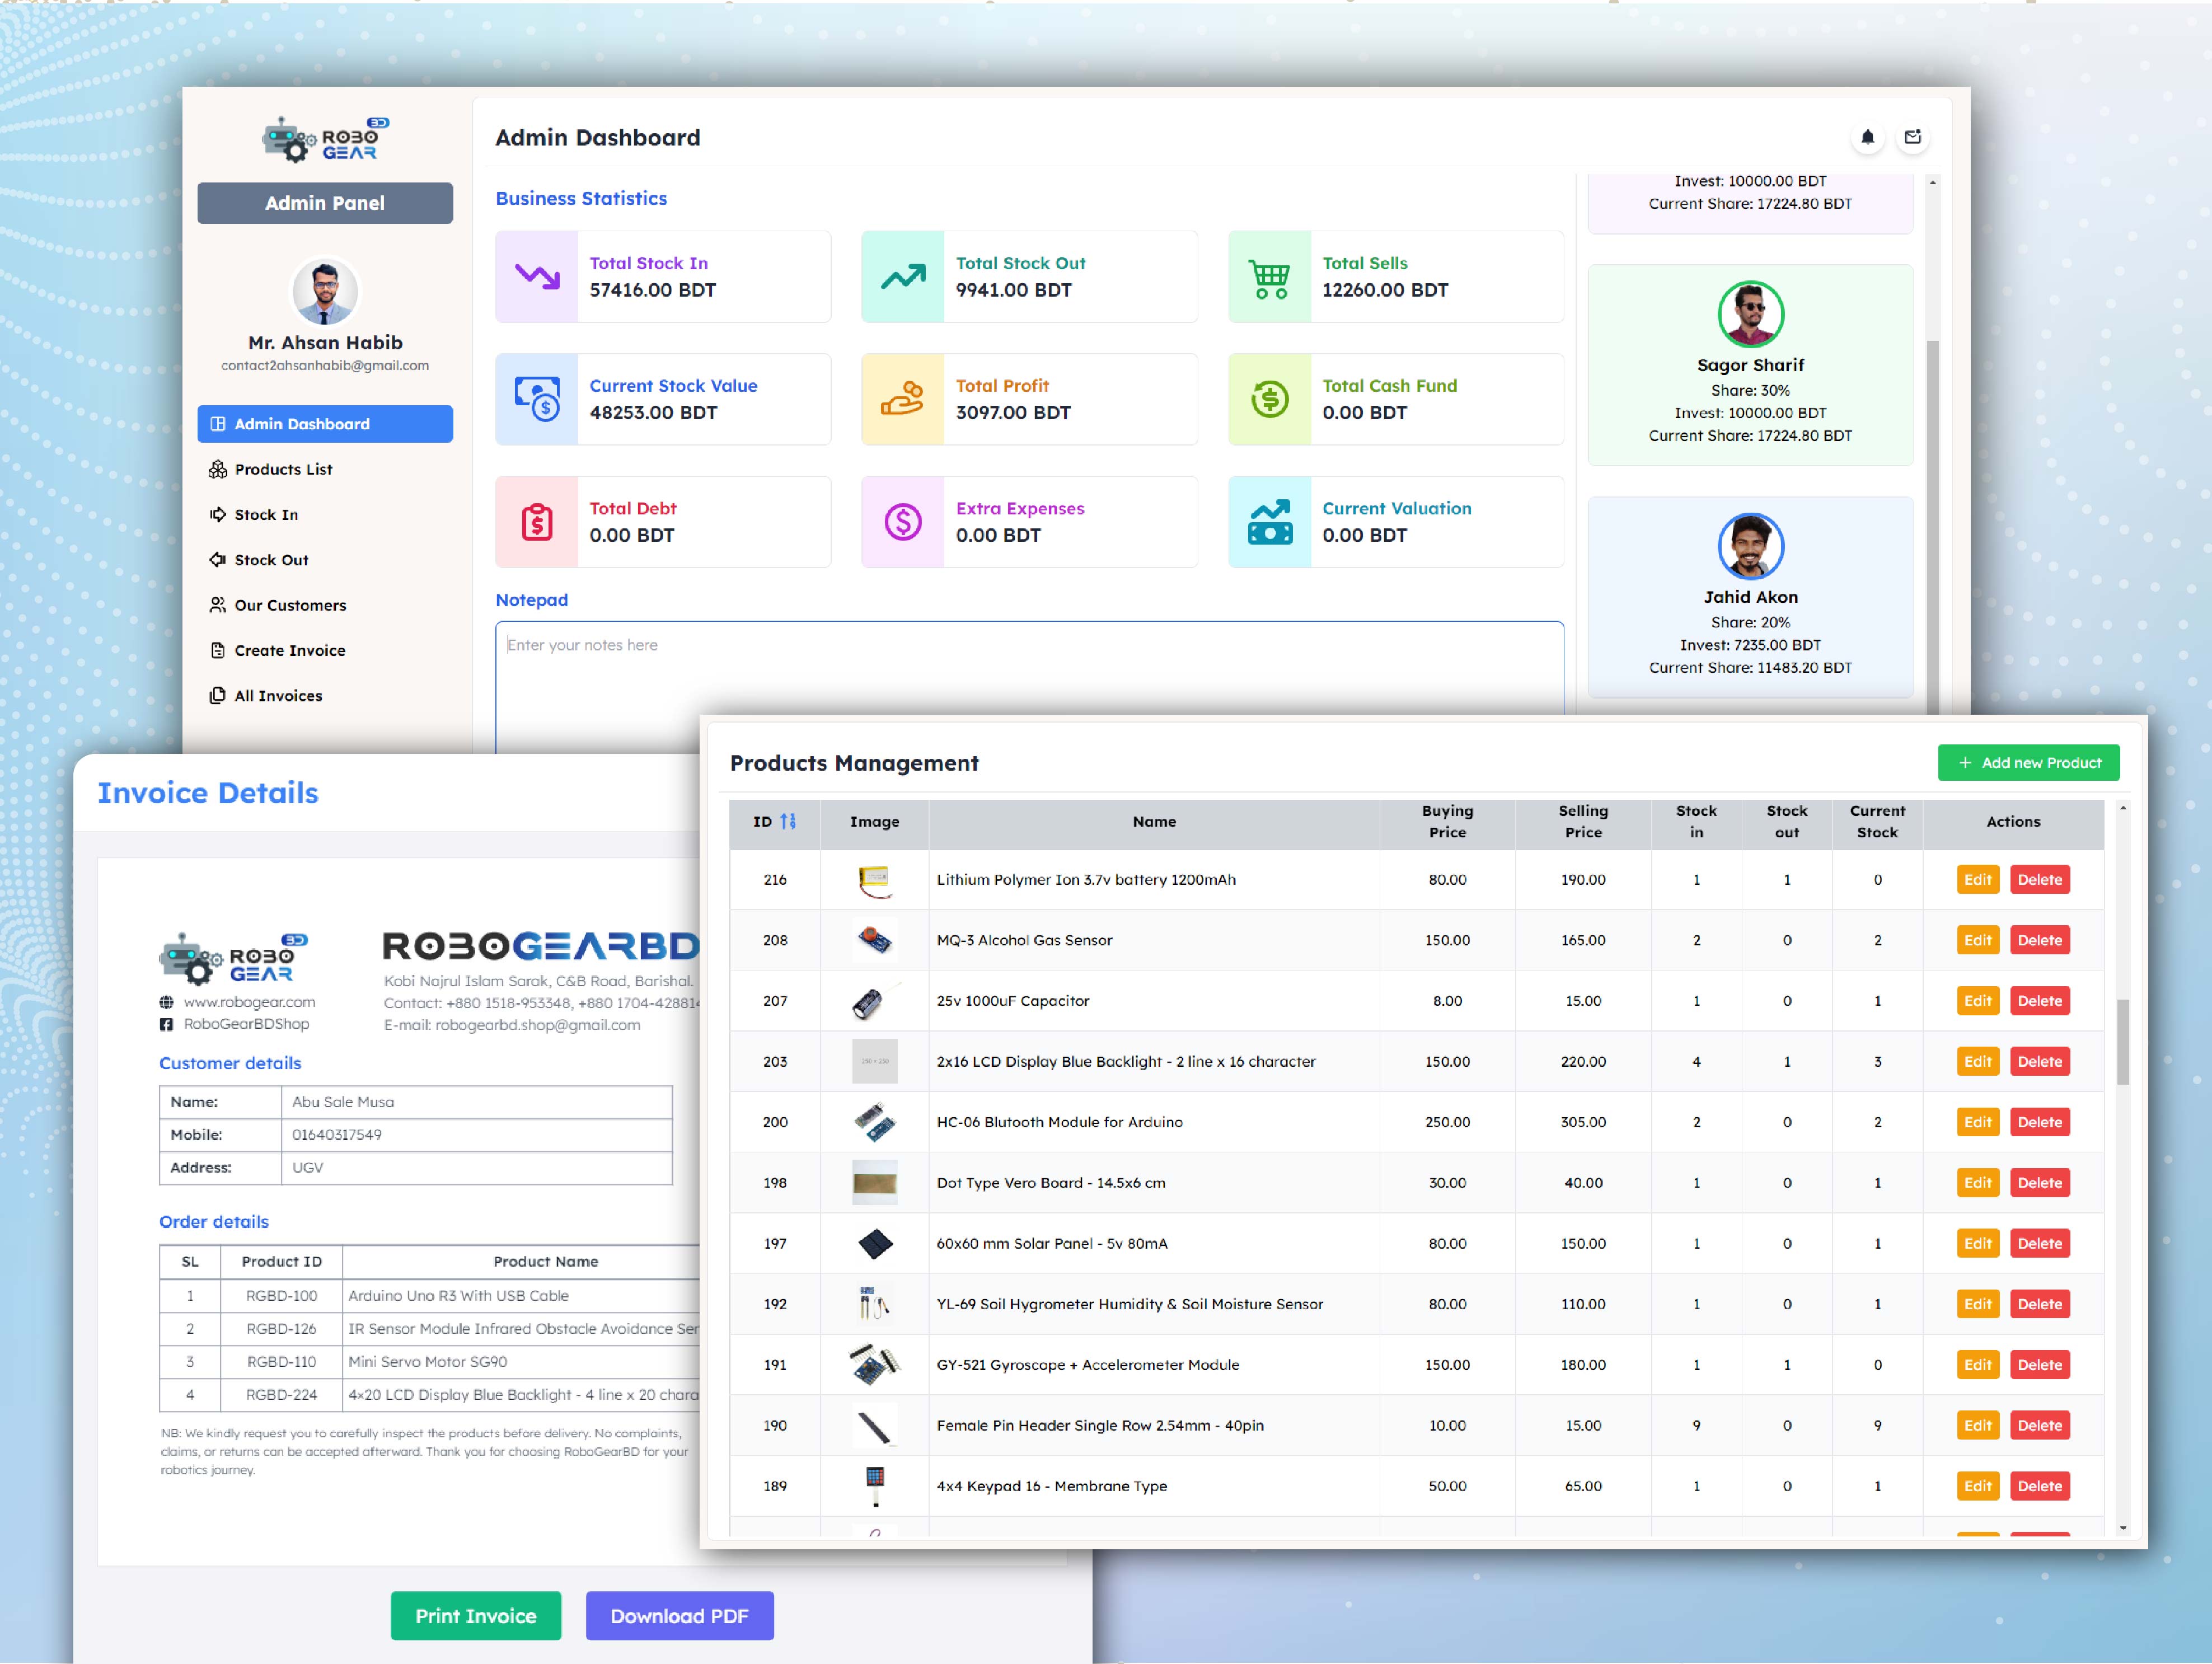 ROBO BD
GEAR
Admin Panel
Mr. Ahsan Habib
contact2ahsanhabib@gmail.com
Admin Dashboard
Products List
Stock In
Stock Out
Our Customers
Create Invoice
All Invoices
Admin Dashboard
Business Statistics
Total Stock In
57416.00 BDT
Total Stock Out
9941.00 BDT
Total Sells
12260.00 BDT
Current Stock Value
48253.00 BDT
Total Profit
3097.00 BDT
Total Cash Fund
0.00 BDT
Total Debt
0.00 BDT
Extra Expenses
0.00 BDT
Current Valuation
0.00 BDT
Notepad
Enter your notes here
Invest: 10000.00 BDT
Current Share: 17224.80 BDT
Sagor Sharif
Share: 30%
Invest: 10000.00 BDT
Current Share: 17224.80 BDT
Jahid Akon
Share: 20%
Invest: 7235.00 BDT
Current Share: 11483.20 BDT
Invoice Details
ROBO BD
GEAR
www.robogear.com
RoboGearBDShop
ROBOGEARBD
Kobi Najrul Islam Sarak, C&B Road, Barishal.
Contact: +880 1518-953348, +880 1704-428814
E-mail: robogearbd.shop@gmail.com
Customer details
Name: Abu Sale Musa
Mobile: 01640317549
Address: UGV
Order details
SL Product ID Product Name
1 RGBD-100 Arduino Uno R3 With USB Cable
2 RGBD-126 IR Sensor Module Infrared Obstacle Avoidance Ser
3 RGBD-110 Mini Servo Motor SG90
4 RGBD-224 4x20 LCD Display Blue Backlight - 4 line x 20 chara
NB: We kindly request you to carefully inspect the products before delivery. No complaints,
claims, or returns can be accepted afterward. Thank you for choosing RoboGearBD for your
robotics journey.
Print Invoice Download PDF
Products Management
+ Add new Product
ID Image Name Buying Price Selling Price Stock in Stock out Current Stock Actions
216 Lithium Polymer Ion 3.7v battery 1200mAh 80.00 190.00 1 1 0 Edit Delete
208 MQ-3 Alcohol Gas Sensor 150.00 165.00 2 0 2 Edit Delete
207 25v 1000uF Capacitor 8.00 15.00 1 0 1 Edit Delete
203 2x16 LCD Display Blue Backlight - 2 line x 16 character 150.00 220.00 4 1 3 Edit Delete
200 HC-06 Blutooth Module for Arduino 250.00 305.00 2 0 2 Edit Delete
198 Dot Type Vero Board - 14.5x6 cm 30.00 40.00 1 0 1 Edit Delete
197 60x60 mm Solar Panel - 5v 80mA 80.00 150.00 1 0 1 Edit Delete
192 YL-69 Soil Hygrometer Humidity & Soil Moisture Sensor 80.00 110.00 1 0 1 Edit Delete
191 GY-521 Gyroscope + Accelerometer Module 150.00 180.00 1 1 0 Edit Delete
190 Female Pin Header Single Row 2.54mm - 40pin 10.00 15.00 9 0 9 Edit Delete
189 4x4 Keypad 16 - Membrane Type 50.00 65.00 1 0 1 Edit Delete